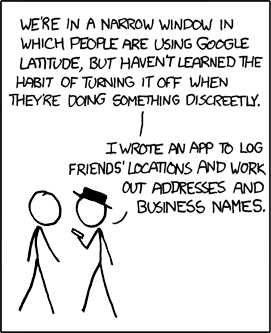 WE'RE IN A NARROW WINDOW IN
WHICH PEOPLE ARE USING GOOGLE
LATITUDE, BUT HAVEN'T LEARNED THE
HABIT OF TURNING IT OFF WHEN
THEY'RE DOING SOMETHING DISCREETLY.
I WROTE AN APP TO LOG
FRIENDS' LOCATIONS AND WORK
OUT ADDRESSES AND
BUSINESS NAMES.